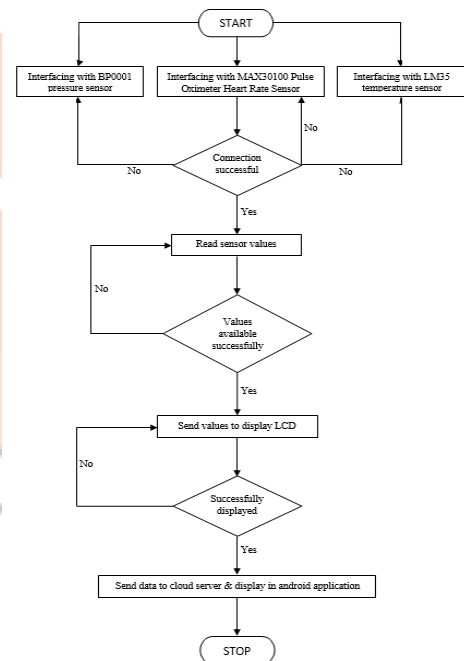 START
Interfacing with BP0001
pressure sensor
Interfacing with MAX30100 Pulse
Oximeter Heart Rate Sensor
Interfacing with LM35
temperature sensor
No
Connection
successful
No
No
Yes
Read sensor values
No
Values
available
successfully
Yes
Send values to display LCD
No
Successfully
displayed
Yes
Send data to cloud server & display in android application
STOP